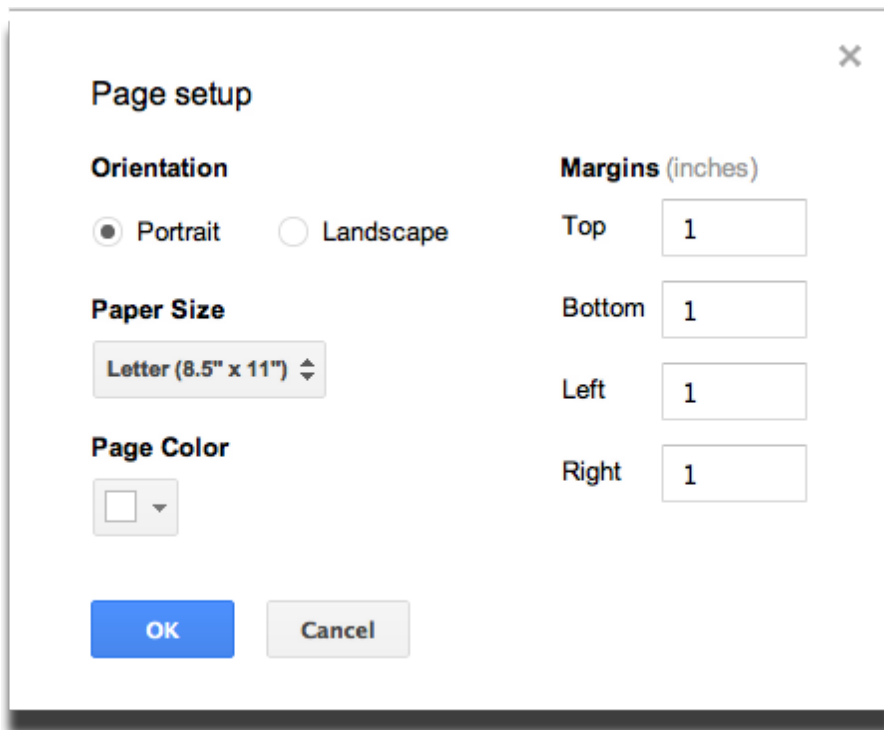 Page setup
Orientation
Portrait Landscape
Paper Size
Letter (8.5" x 11")
Page Color
OK Cancel
Margins (inches)
Top 1
Bottom 1
Left 1
Right 1